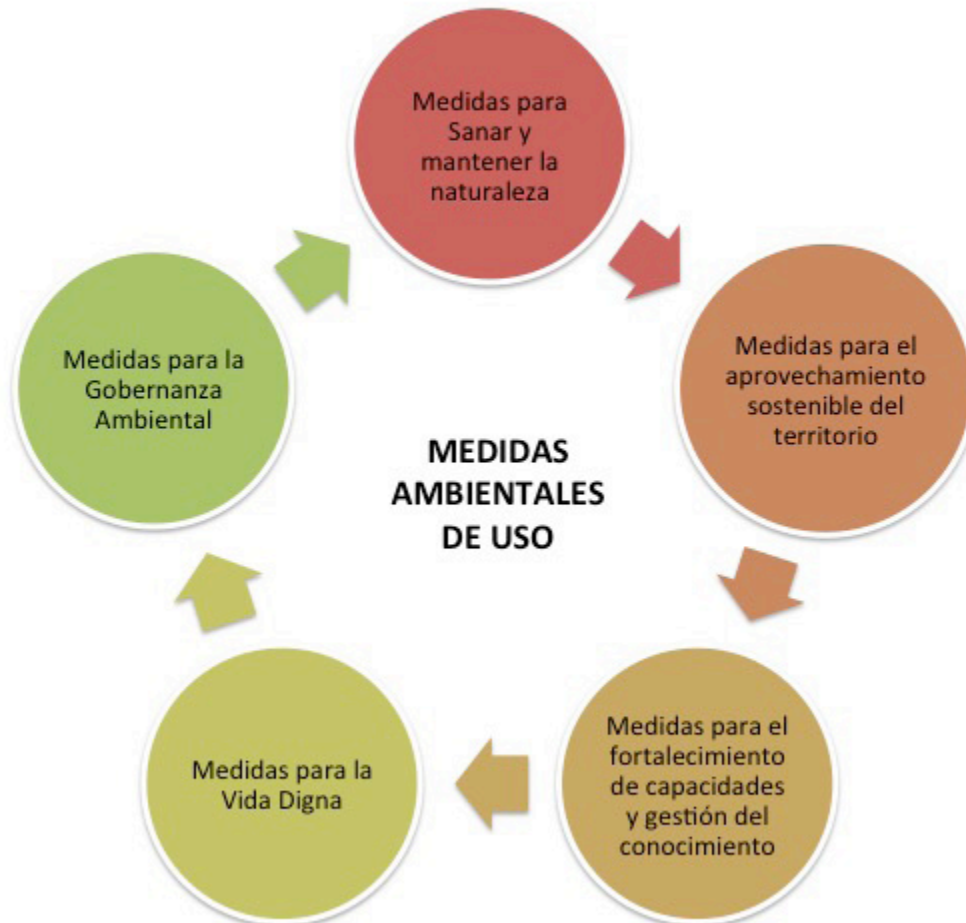 Medidas para
Sanar y
mantener la
naturaleza
Medidas para el
aprovechamiento
sostenible del
territorio
Medidas para el
fortalecimiento
de capacidades
y gestión del
conocimiento
Medidas para la
Vida Digna
Medidas para la
Gobernanza
Ambiental
MEDIDAS
AMBIENTALES
DE USO